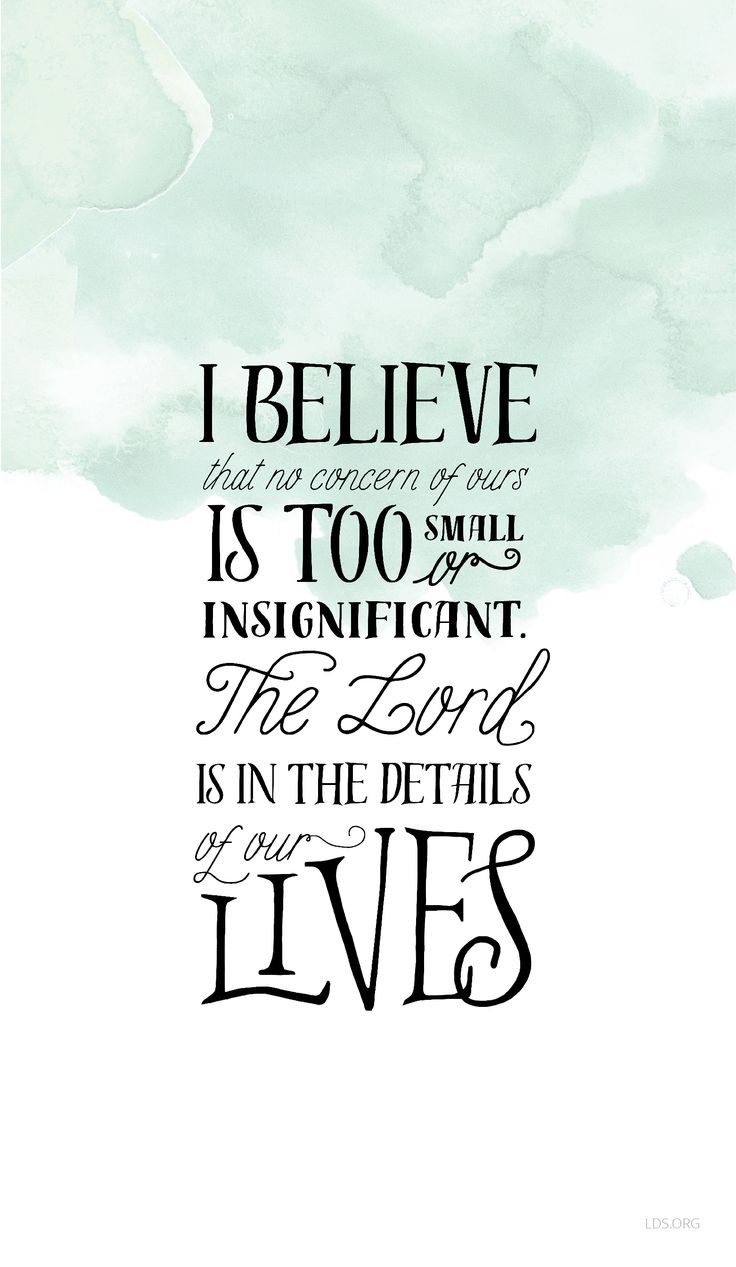 I BELIEVE
that no concern of ours
IS TOO SMALL or
INSIGNIFICANT.
The Lord
IS IN THE DETAILS
of our
LIVES
LDS.ORG